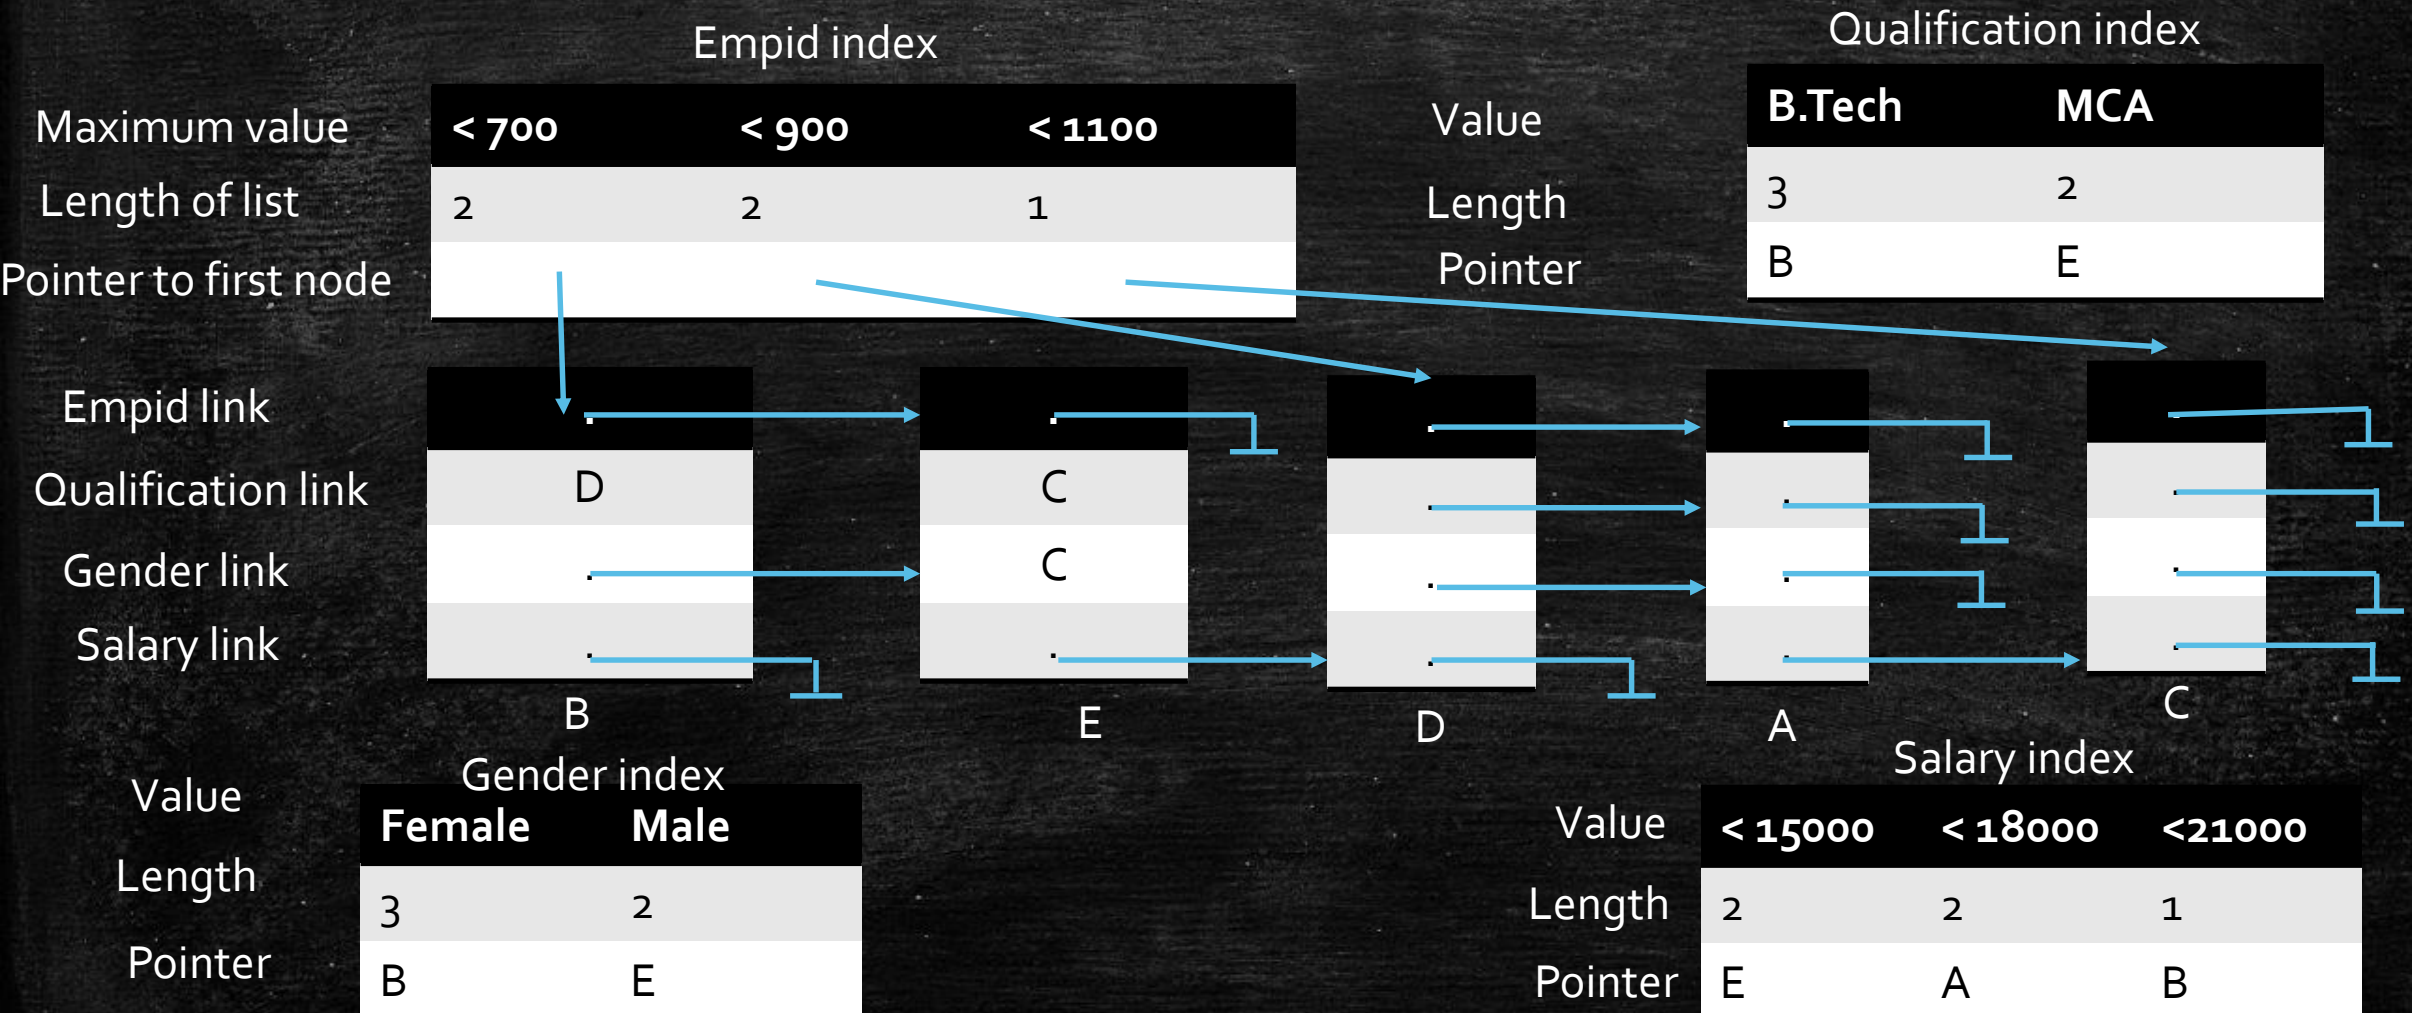 Empid index
Maximum value < 700 < 900 < 1100
Length of list 2 2 1
Pointer to first node
Qualification index
Value B.Tech MCA
Length 3 2
Pointer B E
Empid link
Qualification link D C
Gender link C
Salary link
B E D A C
Gender index
Value Female Male
Length 3 2
Pointer B E
Salary index
Value < 15000 < 18000 <21000
Length 2 2 1
Pointer E A B